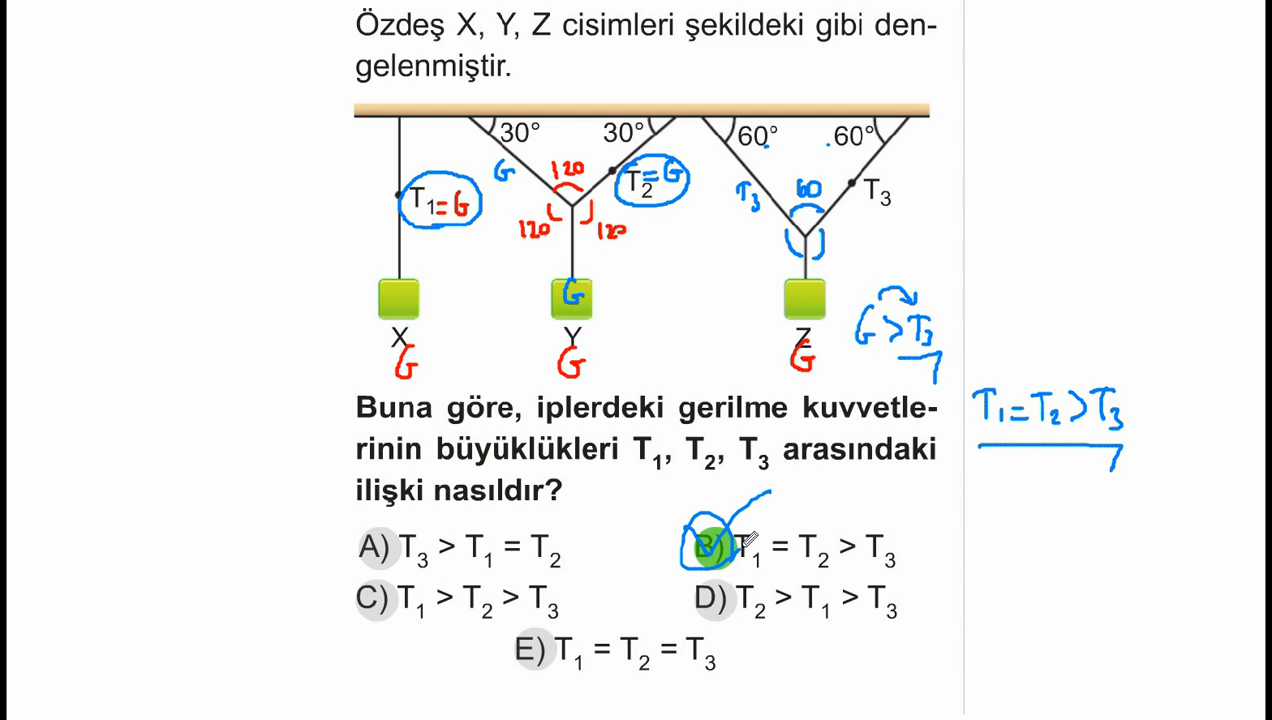 Özdeş X, Y, Z cisimleri şekildeki gibi den-
gelenmiştir.
30° 30° 60° 60°
G 120 T2=G T3 60 T3
T1=G
120 120
G
X Y Z
G G G
G > T3
Buna göre, iplerdeki gerilme kuvvetle-
rinin büyüklükleri T1, T2, T3 arasındaki
ilişki nasıldır?
T1=T2>T3
A) T3 > T1 = T2
B) T1 = T2 > T3
C) T1 > T2 > T3
D) T2 > T1 > T3
E) T1 = T2 = T3